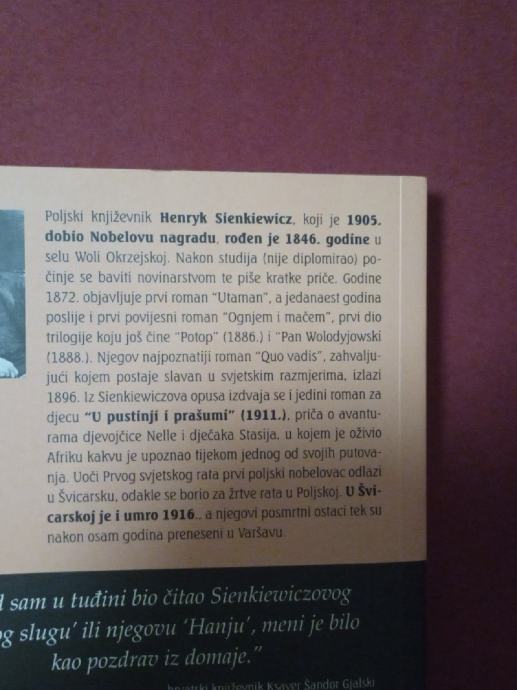 Poljski književnik Henryk Sienkiewicz, koji je 1905.
dobio Nobelovu nagradu, rođen je 1846. godine u
selu Woli Okrzejskoj. Nakon studija (nije diplomirao) po-
činje se baviti novinarstvom te piše kratke priče. Godine
1872. objavljuje prvi roman "Utaman", a jedanaest godina
poslije i prvi povijesni roman "Ognjem i mačem", prvi dio
trilogije koju još čine "Potop" (1886.) i "Pan Wolodyjowski
(1888.). Njegov najpoznatiji roman "Quo vadis", zahvalju-
jući kojem postaje slavan u svjetskim razmjerima, izlazi
1896. Iz Sienkiewiczova opusa izdvaja se i jedini roman za
djecu "U pustinji i prašumi" (1911.), priča o avantu-
rama djevojčice Nelle i dječaka Stasija, u kojem je oživio
Afriku kakvu je upoznao tijekom jednog od svojih putova-
nja. Uoči Prvog svjetskog rata prvi poljski nobelovac odlazi
u Švicarsku, odakle se borio za žrtve rata u Poljskoj. U Švi-
carskoj je i umro 1916., a njegovi posmrtni ostaci tek su
nakon osam godina preneseni u Varšavu.
sam u tuđini bio čitao Sienkiewiczovog
slugu' ili njegovu 'Hanju', meni je bilo
kao pozdrav iz domaje."
hrvatski književnik Ksaver Šandor Gjalski